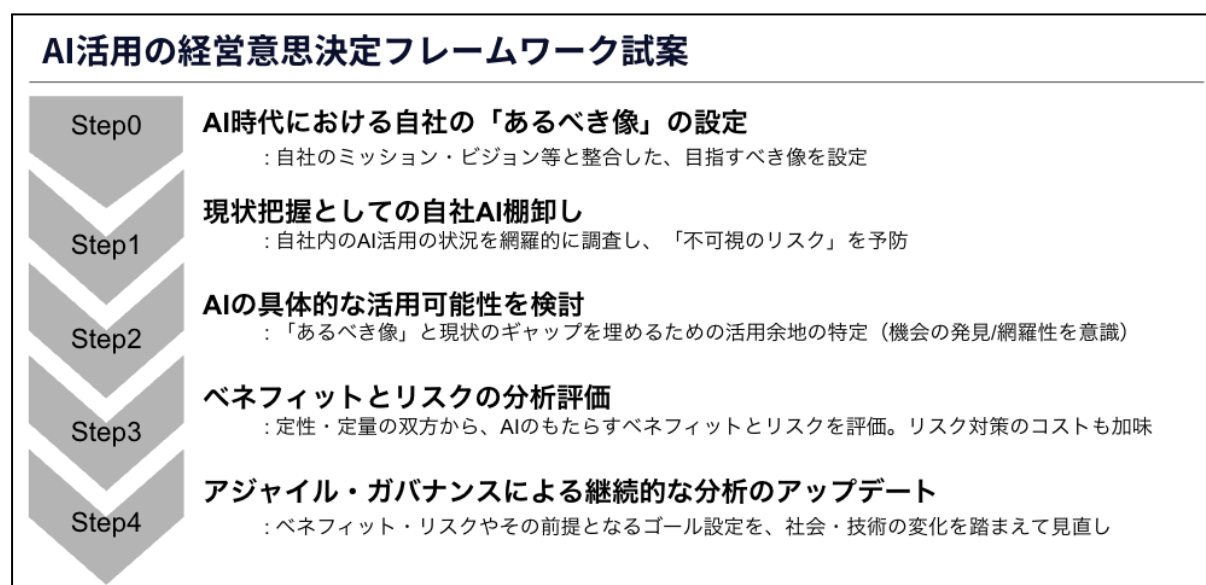 AI活用の経営意思決定フレームワーク試案
Step0
AI時代における自社の「あるべき像」の設定
: 自社のミッション・ビジョン等と整合した、目指すべき像を設定
Step1
現状把握としての自社AI棚卸し
: 自社内のAI活用の状況を網羅的に調査し、「不可視のリスク」を予防
Step2
AIの具体的な活用可能性を検討
: 「あるべき像」と現状のギャップを埋めるための活用余地の特定（機会の発見/網羅性を意識）
Step3
ベネフィットとリスクの分析評価
: 定性・定量の双方から、AIのもたらすベネフィットとリスクを評価。リスク対策のコストも加味
Step4
アジャイル・ガバナンスによる継続的な分析のアップデート
: ベネフィット・リスクやその前提となるゴール設定を、社会・技術の変化を踏まえて見直し